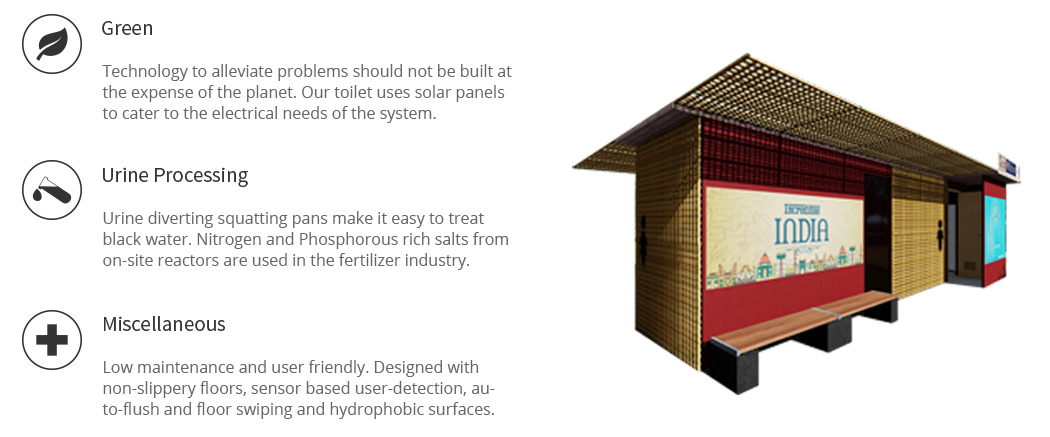 Green
Technology to alleviate problems should not be built at
the expense of the planet. Our toilet uses solar panels
to cater to the electrical needs of the system.
Urine Processing
Urine diverting squatting pans make it easy to treat
black water. Nitrogen and Phosphorous rich salts from
on-site reactors are used in the fertilizer industry.
Miscellaneous
Low maintenance and user friendly. Designed with
non-slippery floors, sensor based user-detection, au-
to-flush and floor swiping and hydrophobic surfaces.
INDIA